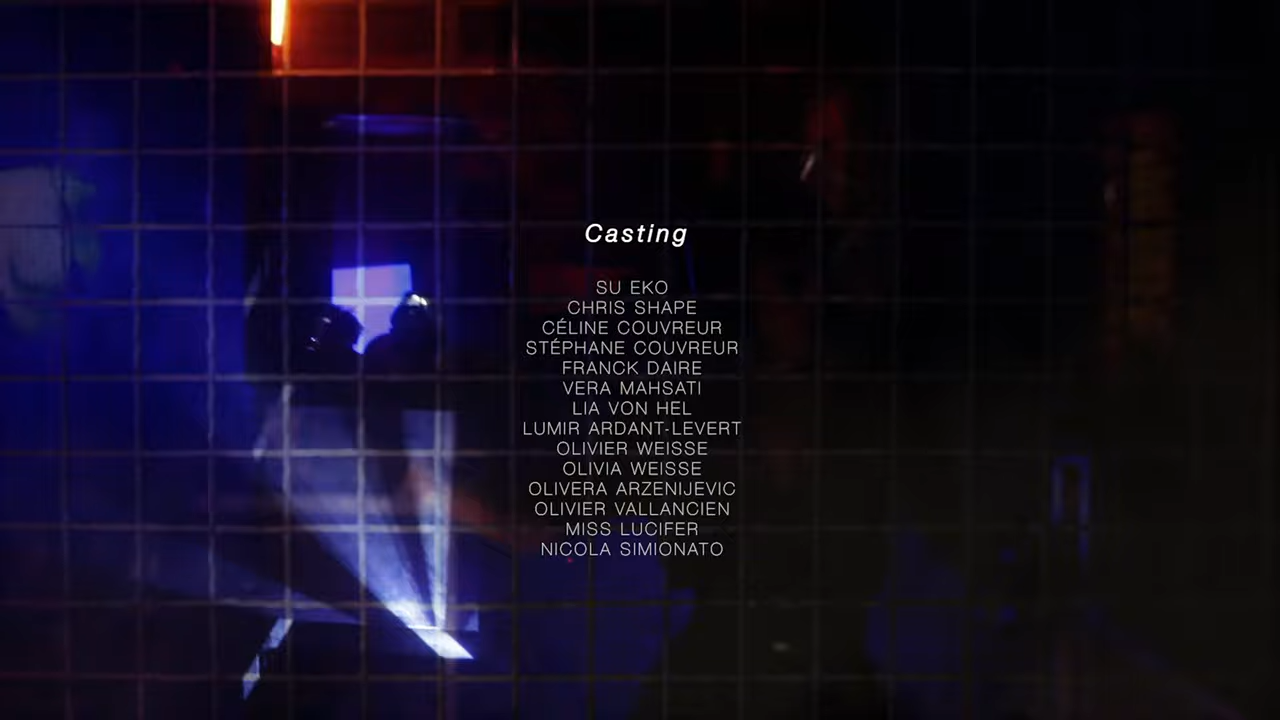 Casting
SU EKO
CHRIS SHAPE
CÉLINE COUVREUR
STÉPHANE COUVREUR
FRANCK DAIRE
VERA MAHSATI
LIA VON HEL
LUMIR ARDANT-LEVERT
OLIVIER WEISSE
OLIVIA WEISSE
OLIVERA ARZENIJEVIC
OLIVIER VALLANCIEN
MISS LUCIFER
NICOLA SIMIONATO